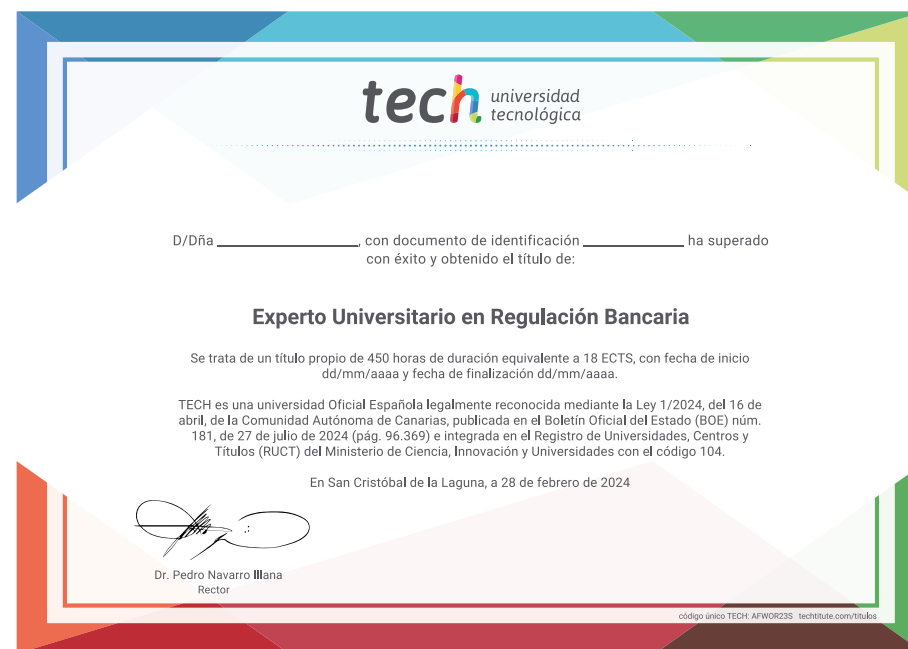 tech universidad
tecnológica
D/Dña ____________________, con documento de identificación ______________ ha superado
con éxito y obtenido el título de:
Experto Universitario en Regulación Bancaria
Se trata de un título propio de 450 horas de duración equivalente a 18 ECTS, con fecha de inicio
dd/mm/aaaa y fecha de finalización dd/mm/aaaa.
TECH es una universidad Oficial Española legalmente reconocida mediante la Ley 1/2024, del 16 de
abril, de la Comunidad Autónoma de Canarias, publicada en el Boletín Oficial del Estado (BOE) núm.
181, de 27 de julio de 2024 (pág. 96.369) e integrada en el Registro de Universidades, Centros y
Títulos (RUCT) del Ministerio de Ciencia, Innovación y Universidades con el código 104.
En San Cristóbal de la Laguna, a 28 de febrero de 2024
Dr. Pedro Navarro Illana
Rector
código único TECH: AFWOR23S techtitute.com/titulos